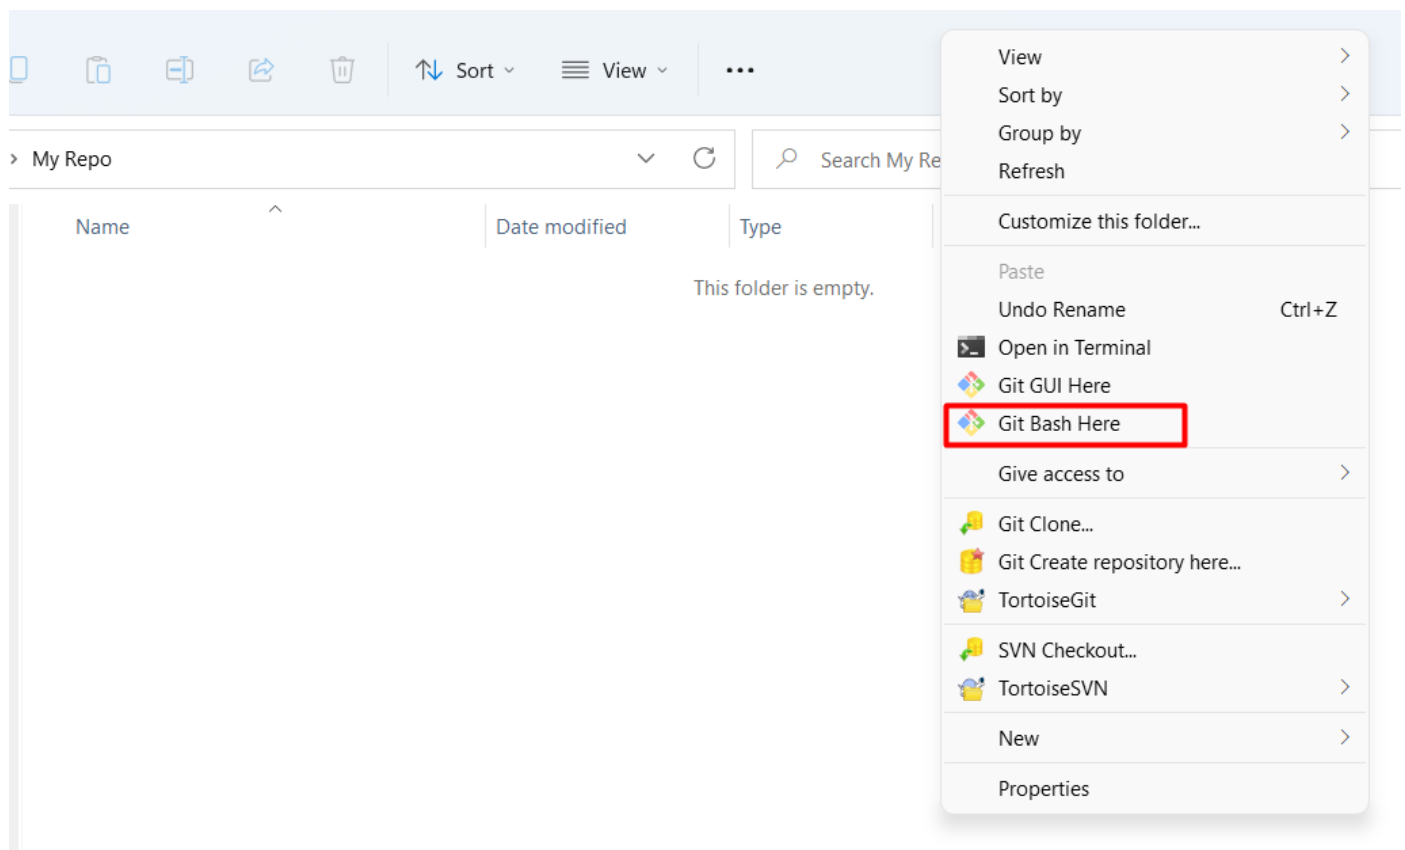 Sort
View
My Repo
Search My Re
Name
Date modified
Type
This folder is empty.
View
Sort by
Group by
Refresh
Customize this folder...
Paste
Undo Rename Ctrl+Z
Open in Terminal
Git GUI Here
Git Bash Here
Give access to
Git Clone...
Git Create repository here...
TortoiseGit
SVN Checkout...
TortoiseSVN
New
Properties